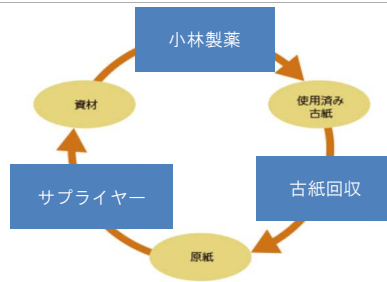 小林製薬
資材
使用済み
古紙
サプライヤー
古紙回収
原紙